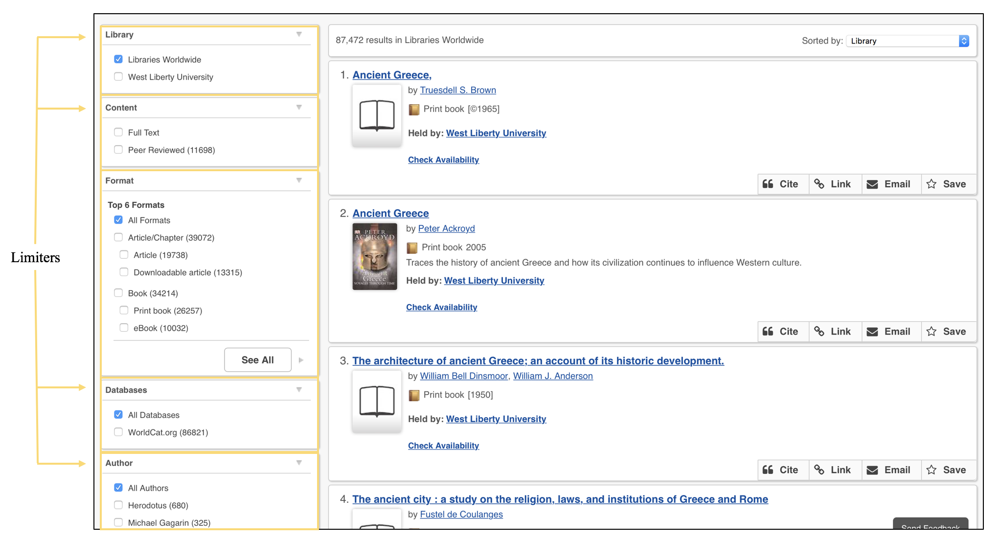 Limiters
Library
Libraries Worldwide
West Liberty University
Content
Full Text
Peer Reviewed (11698)
Format
Top 6 Formats
All Formats
Article/Chapter (39072)
Article (19738)
Downloadable article (13315)
Book (34214)
Print book (26257)
eBook (10032)
See All
Databases
All Databases
WorldCat.org (86821)
Author
All Authors
Herodotus (680)
Michael Gagarin (325)
87,472 results in Libraries Worldwide
Sorted by: Library
1. Ancient Greece,
by Truesdell S. Brown
Print book [©1965]
Held by: West Liberty University
Check Availability
Cite Link Email Save
2. Ancient Greece
PETER
ACKROYD
Ancient
Greece
VOYAGES THROUGH TIME
by Peter Ackroyd
Print book 2005
Traces the history of ancient Greece and how its civilization continues to influence Western culture.
Held by: West Liberty University
Check Availability
Cite Link Email Save
3. The architecture of ancient Greece; an account of its historic development.
by William Bell Dinsmoor, William J. Anderson
Print book [1950]
Held by: West Liberty University
Check Availability
Cite Link Email Save
4. The ancient city : a study on the religion, laws, and institutions of Greece and Rome
by Fustel de Coulanges
Send Feedback